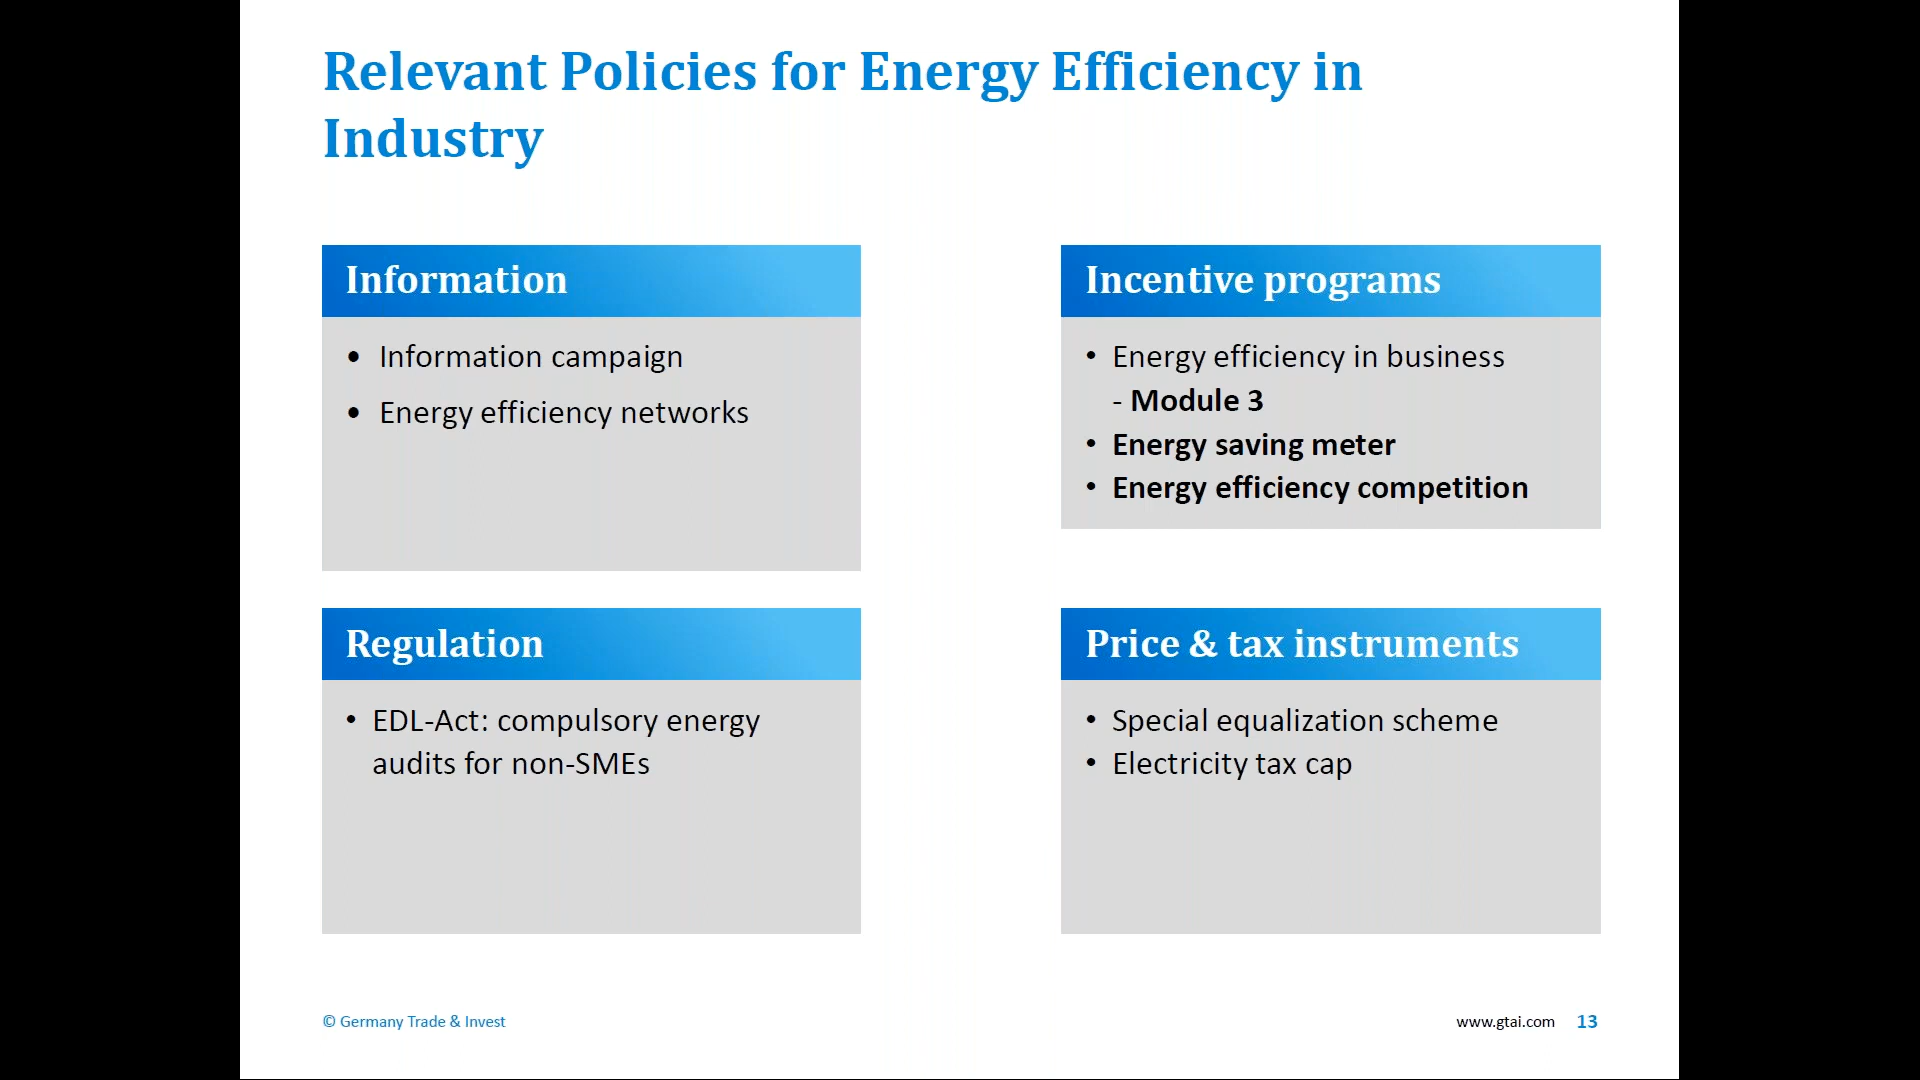 Relevant Policies for Energy Efficiency in
Industry
Information
• Information campaign
• Energy efficiency networks
Incentive programs
• Energy efficiency in business
- Module 3
• Energy saving meter
• Energy efficiency competition
Regulation
• EDL-Act: compulsory energy
audits for non-SMEs
Price & tax instruments
• Special equalization scheme
• Electricity tax cap
© Germany Trade & Invest
www.gtai.com 13